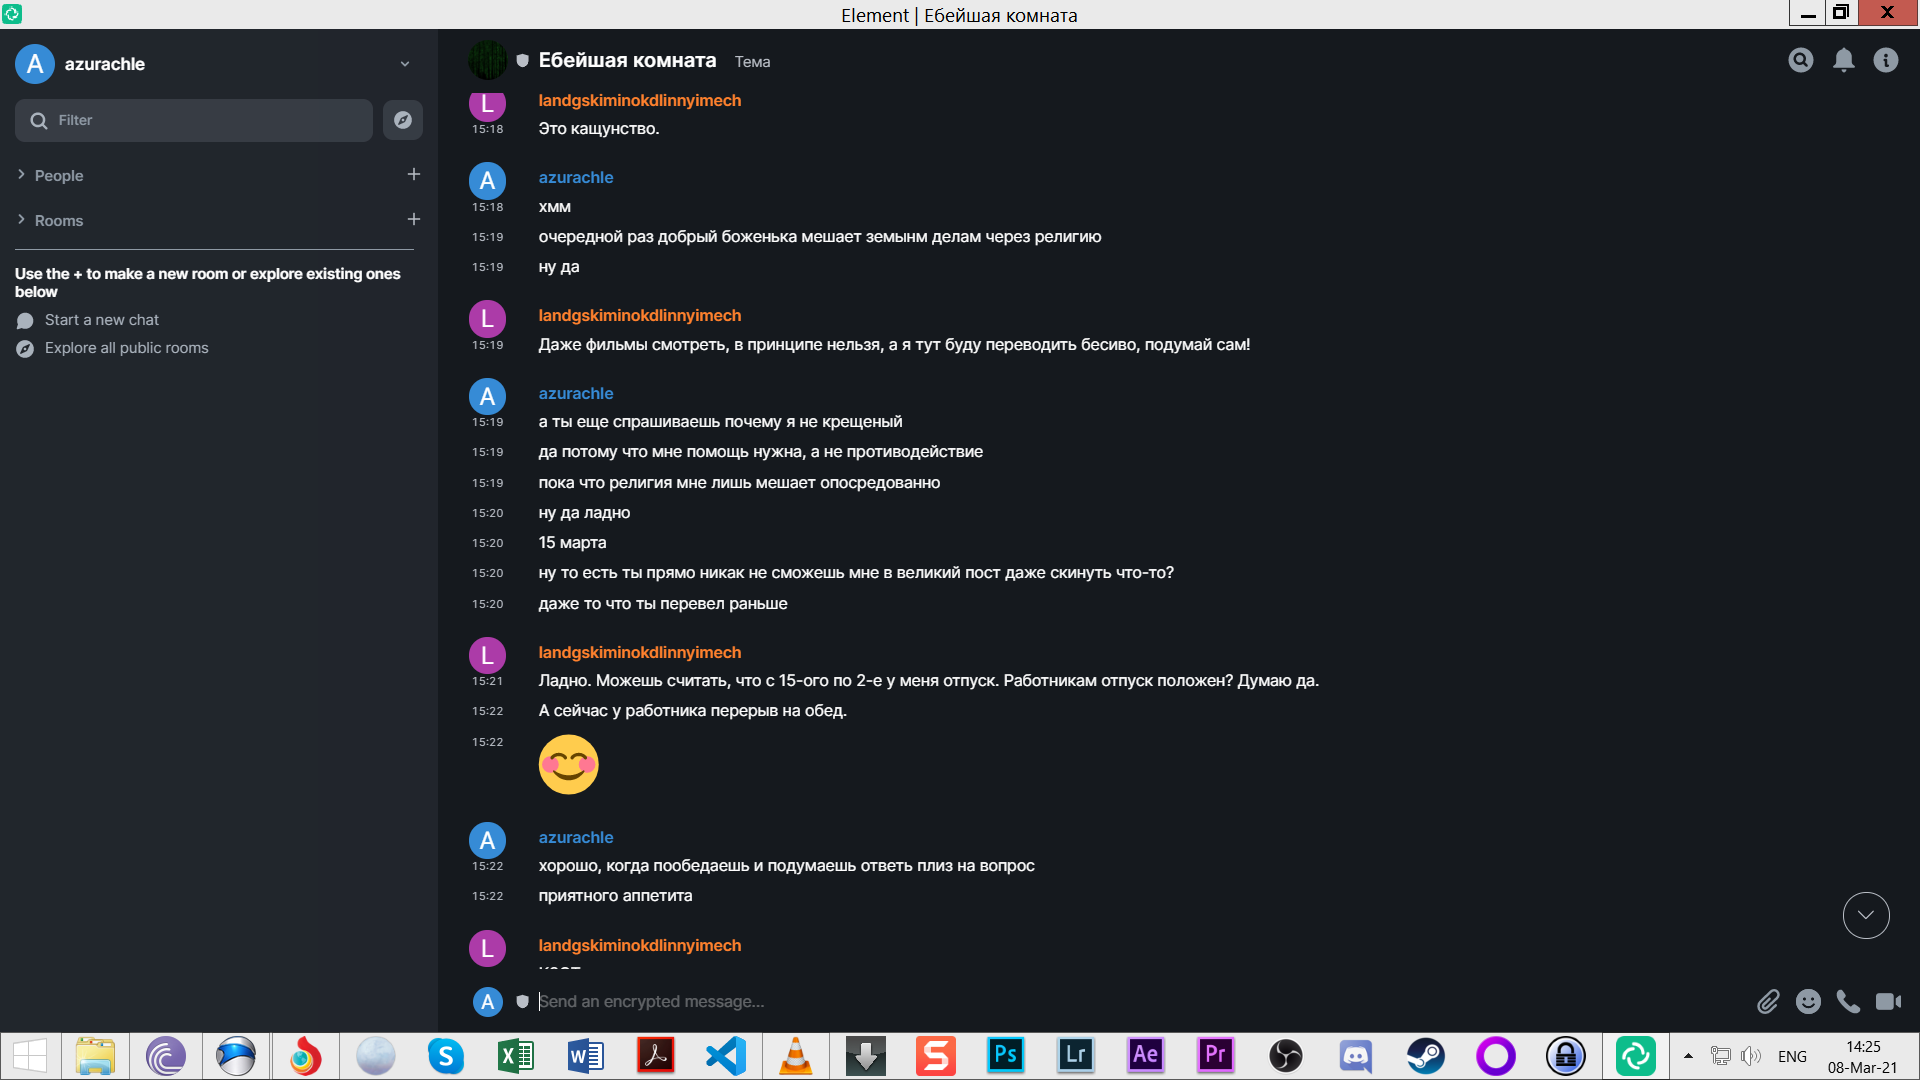 Element | Ебейшая комната
A
azurachle
Filter
People
Rooms
Use the + to make a new room or explore existing ones
below
Start a new chat
Explore all public rooms
Ебейшая комната Тема
L
landgskiminokdlinnyimech
15:18 Это кащунство.
A
azurachle
15:18 хмм
15:19 очередной раз добрый боженька мешает земынм делам через религию
15:19 ну да
L
landgskiminokdlinnyimech
15:19 Даже фильмы смотреть, в принципе нельзя, а я тут буду переводить бесиво, подумай сам!
A
azurachle
15:19 а ты еще спрашиваешь почему я не крещеный
15:19 да потому что мне помощь нужна, а не противодействие
15:19 пока что религия мне лишь мешает опосредованно
15:20 ну да ладно
15:20 15 марта
15:20 ну то есть ты прямо никак не сможешь мне в великий пост даже скинуть что-то?
15:20 даже то что ты перевел раньше
L
landgskiminokdlinnyimech
15:21 Ладно. Можешь считать, что с 15-ого по 2-е у меня отпуск. Работникам отпуск положен? Думаю да.
15:22 А сейчас у работника перерыв на обед.
15:22
A
azurachle
15:22 хорошо, когда пообедаешь и подумаешь ответь плиз на вопрос
15:22 приятного аппетита
L
landgskiminokdlinnyimech
A
Send an encrypted message...
S
X
W
S
Ps
Lr
Ae
Pr
ENG
14:25
08-Mar-21